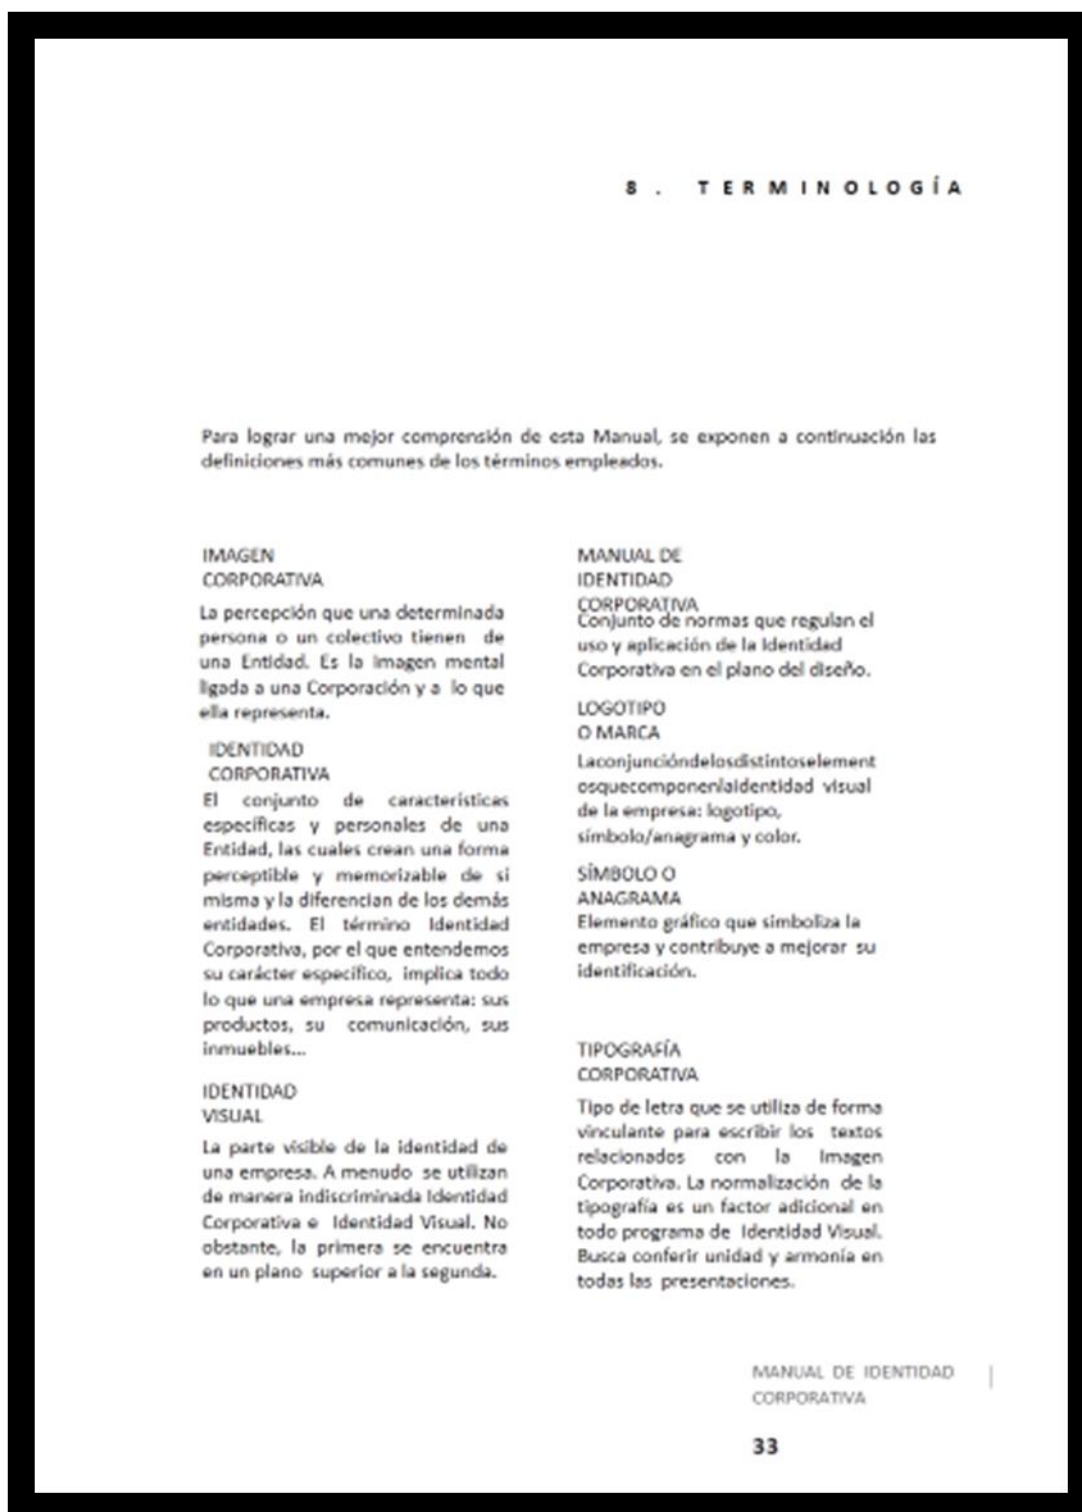 8. TERMINOLOGÍA
Para lograr una mejor comprensión de esta Manual, se exponen a continuación las
definiciones más comunes de los términos empleados.
IMAGEN
CORPORATIVA
La percepción que una determinada
persona o un colectivo tienen de
una Entidad. Es la imagen mental
ligada a una Corporación y a lo que
ella representa.
IDENTIDAD
CORPORATIVA
El conjunto de características
específicas y personales de una
Entidad, las cuales crean una forma
perceptible y memorizable de si
misma y la diferencian de los demás
entidades. El término Identidad
Corporativa, por el que entendemos
su carácter específico, implica todo
lo que una empresa representa: sus
productos, su comunicación, sus
inmuebles...
IDENTIDAD
VISUAL
La parte visible de la identidad de
una empresa. A menudo se utilizan
de manera indiscriminada Identidad
Corporativa e Identidad Visual. No
obstante, la primera se encuentra
en un plano superior a la segunda.
MANUAL DE
IDENTIDAD
CORPORATIVA
Conjunto de normas que regulan el
uso y aplicación de la Identidad
Corporativa en el plano del diseño.
LOGOTIPO
O MARCA
Laconjuncióndelosdistintoselement
osquecomponenlaIdentidad visual
de la empresa: logotipo,
símbolo/anagrama y color.
SÍMBOLO O
ANAGRAMA
Elemento gráfico que simboliza la
empresa y contribuye a mejorar su
identificación.
TIPOGRAFÍA
CORPORATIVA
Tipo de letra que se utiliza de forma
vinculante para escribir los textos
relacionados con la Imagen
Corporativa. La normalización de la
tipografía es un factor adicional en
todo programa de Identidad Visual.
Busca conferir unidad y armonía en
todas las presentaciones.
MANUAL DE IDENTIDAD
CORPORATIVA
33